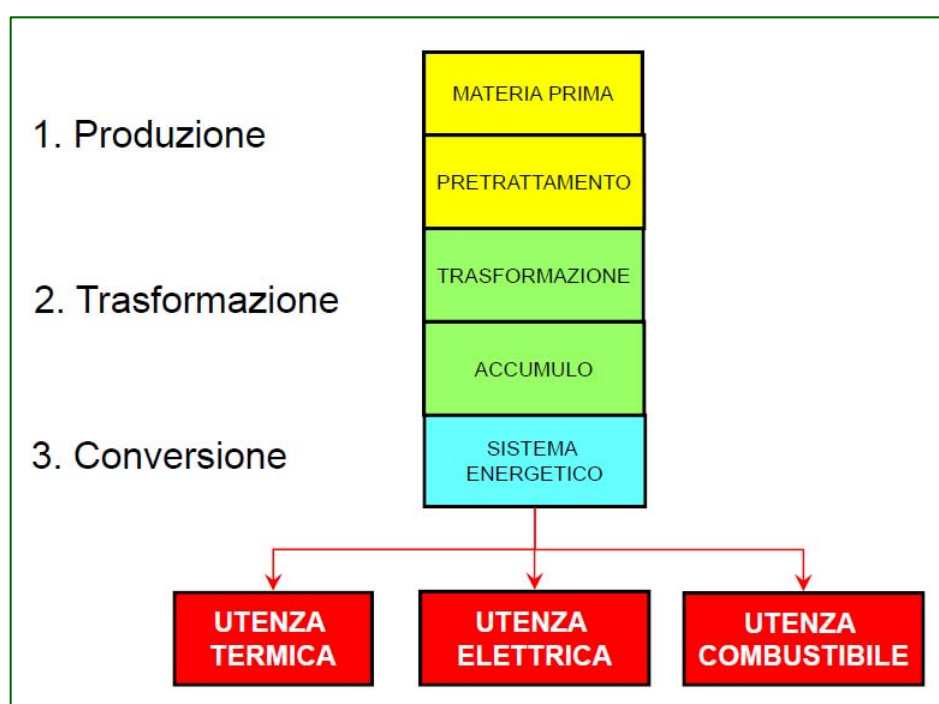 MATERIA PRIMA
1. Produzione
PRETRATTAMENTO
TRASFORMAZIONE
2. Trasformazione
ACCUMULO
3. Conversione
SISTEMA
ENERGETICO
UTENZA
TERMICA
UTENZA
ELETTRICA
UTENZA
COMBUSTIBILE